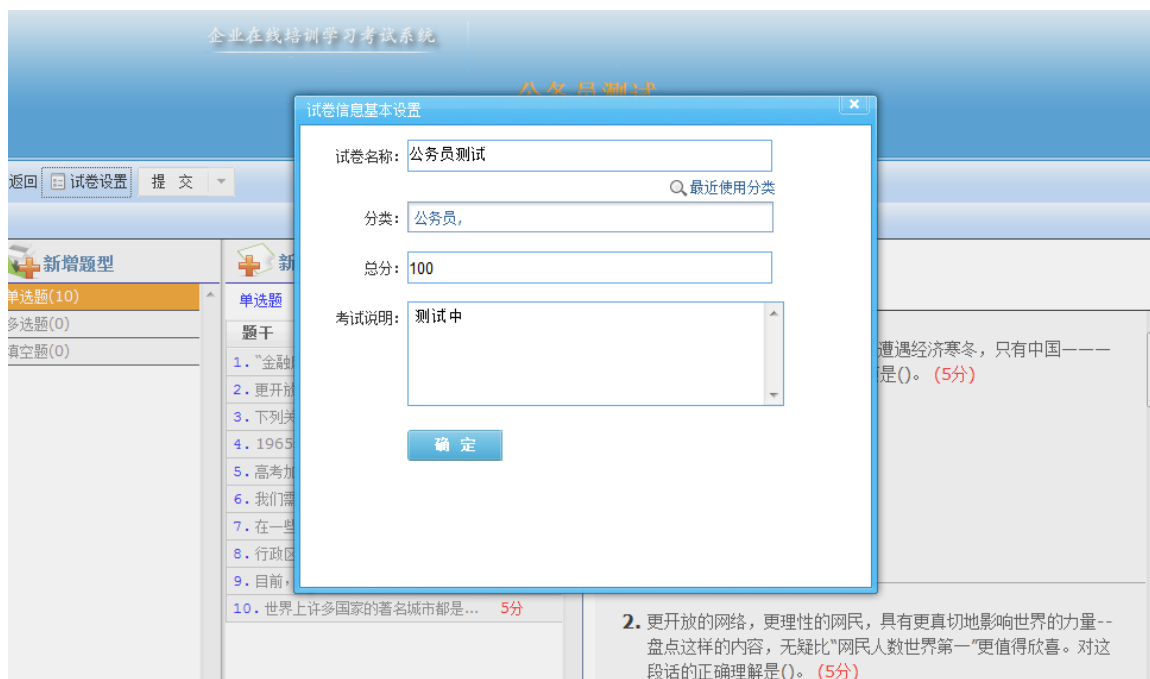 企业在线培训学习考试系统
公务员测试
试卷信息基本设置
试卷名称: 公务员测试
返回 试卷设置 提 交
最近使用分类
分类: 公务员,
新增题型
新
总分: 100
单选题(10)
单选题
考试说明: 测试中
多选题(0)
题干
填空题(0)
遭遇经济寒冬，只有中国———
1. “金融
是()。 (5分)
2. 更开放
3. 下列关
4. 1965
确 定
5. 高考加
6. 我们需
7. 在一些
8. 行政区
9. 目前，
10. 世界上许多国家的著名城市都是... 5分
2. 更开放的网络，更理性的网民，具有更真切地影响世界的力量--
盘点这样的内容，无疑比“网民人数世界第一”更值得欣喜。对这
段话的正确理解是()。 (5分)